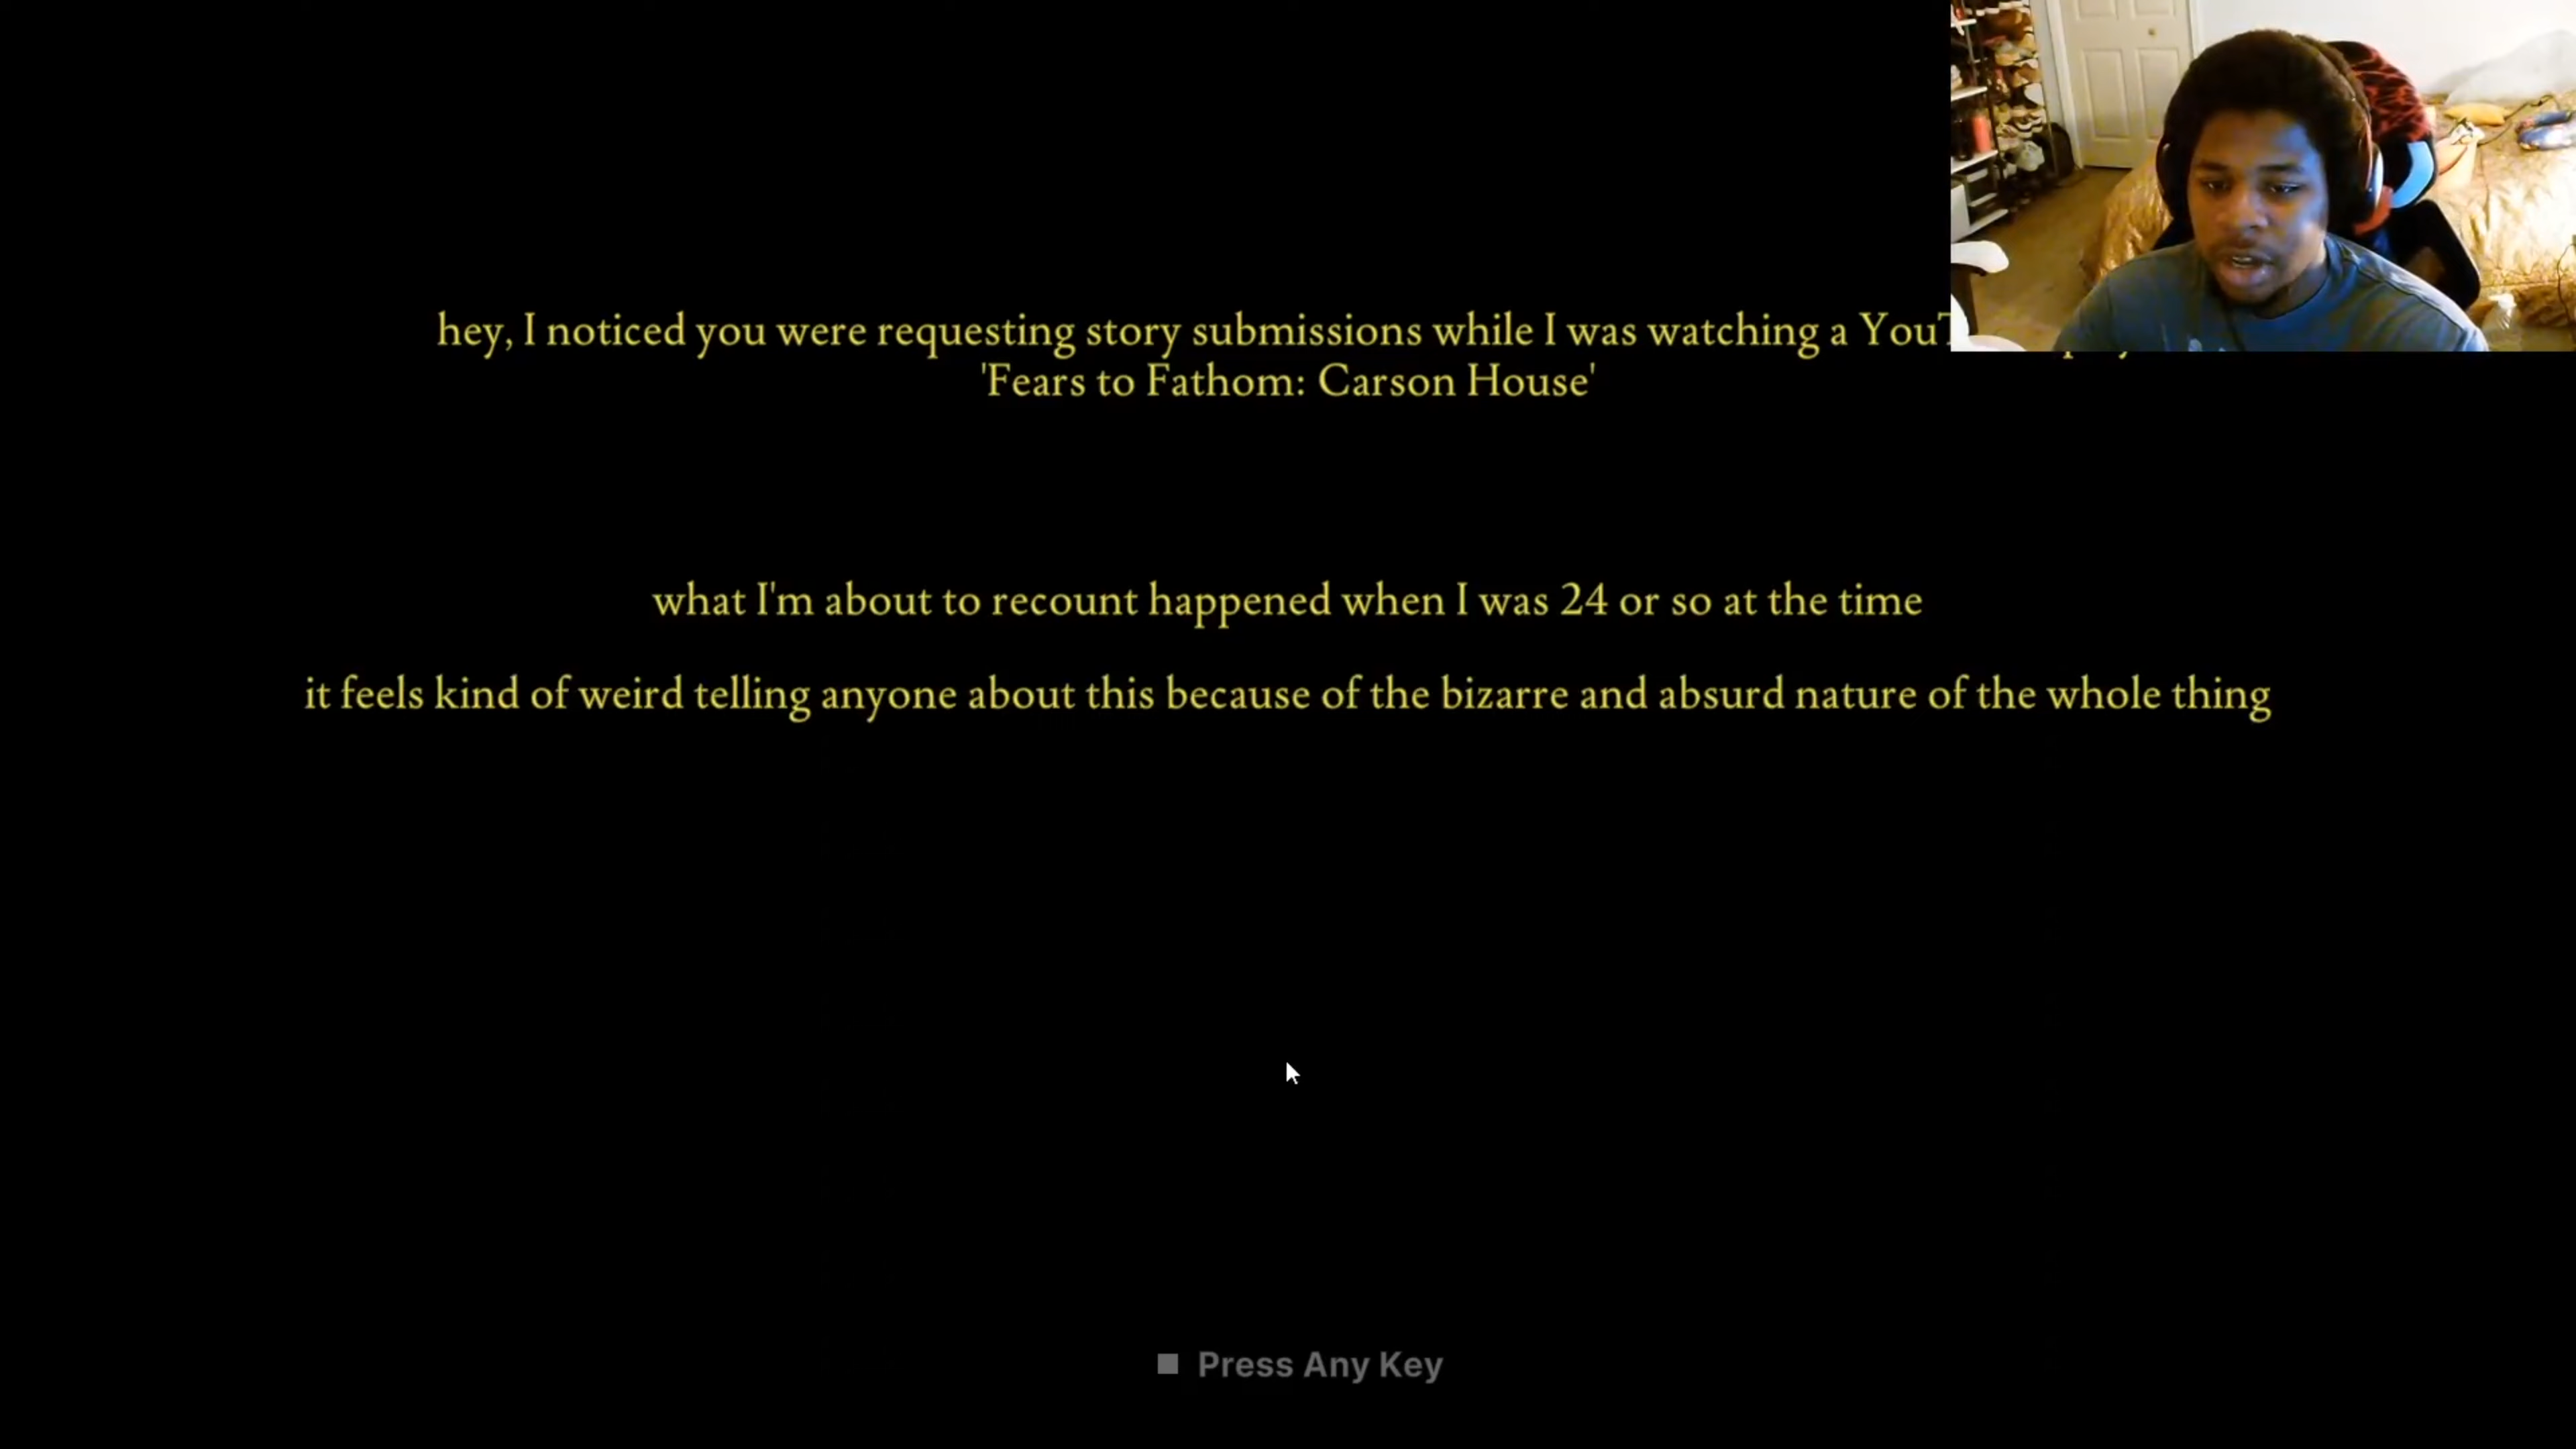 hey, I noticed you were requesting story submissions while I was watching a
'Fears to Fathom: Carson House'
what I'm about to recount happened when I was 24 or so at the time
it feels kind of weird telling anyone about this because of the bizarre and absurd nature of the whole thing
Press Any Key